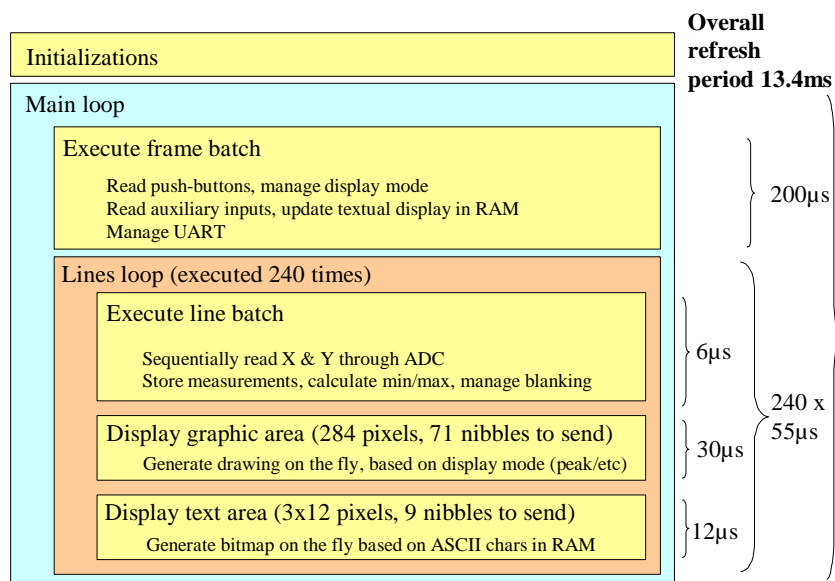 Overall
refresh
period 13.4ms
Initializations
Main loop
Execute frame batch
Read push-buttons, manage display mode
Read auxiliary inputs, update textual display in RAM
Manage UART
200µs
Lines loop (executed 240 times)
Execute line batch
Sequentially read X & Y through ADC
Store measurements, calculate min/max, manage blanking
6µs
240 x
55µs
Display graphic area (284 pixels, 71 nibbles to send)
Generate drawing on the fly, based on display mode (peak/etc)
30µs
Display text area (3x12 pixels, 9 nibbles to send)
Generate bitmap on the fly based on ASCII chars in RAM
12µs